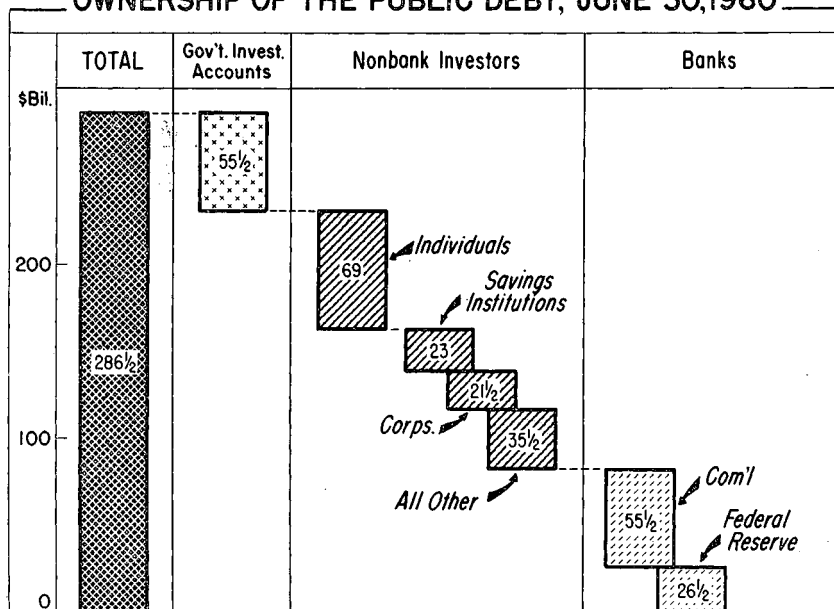 OWNERSHIP OF THE PUBLIC DEBT, JUNE 30, 1960
TOTAL
Gov't. Invest.
Accounts
Nonbank Investors
Banks
$Bil.
55½
Individuals
200
69
Savings
Institutions
286½
23
21½
Corps.
100
35½
All Other
Com'l
55½
Federal
Reserve
26½
0